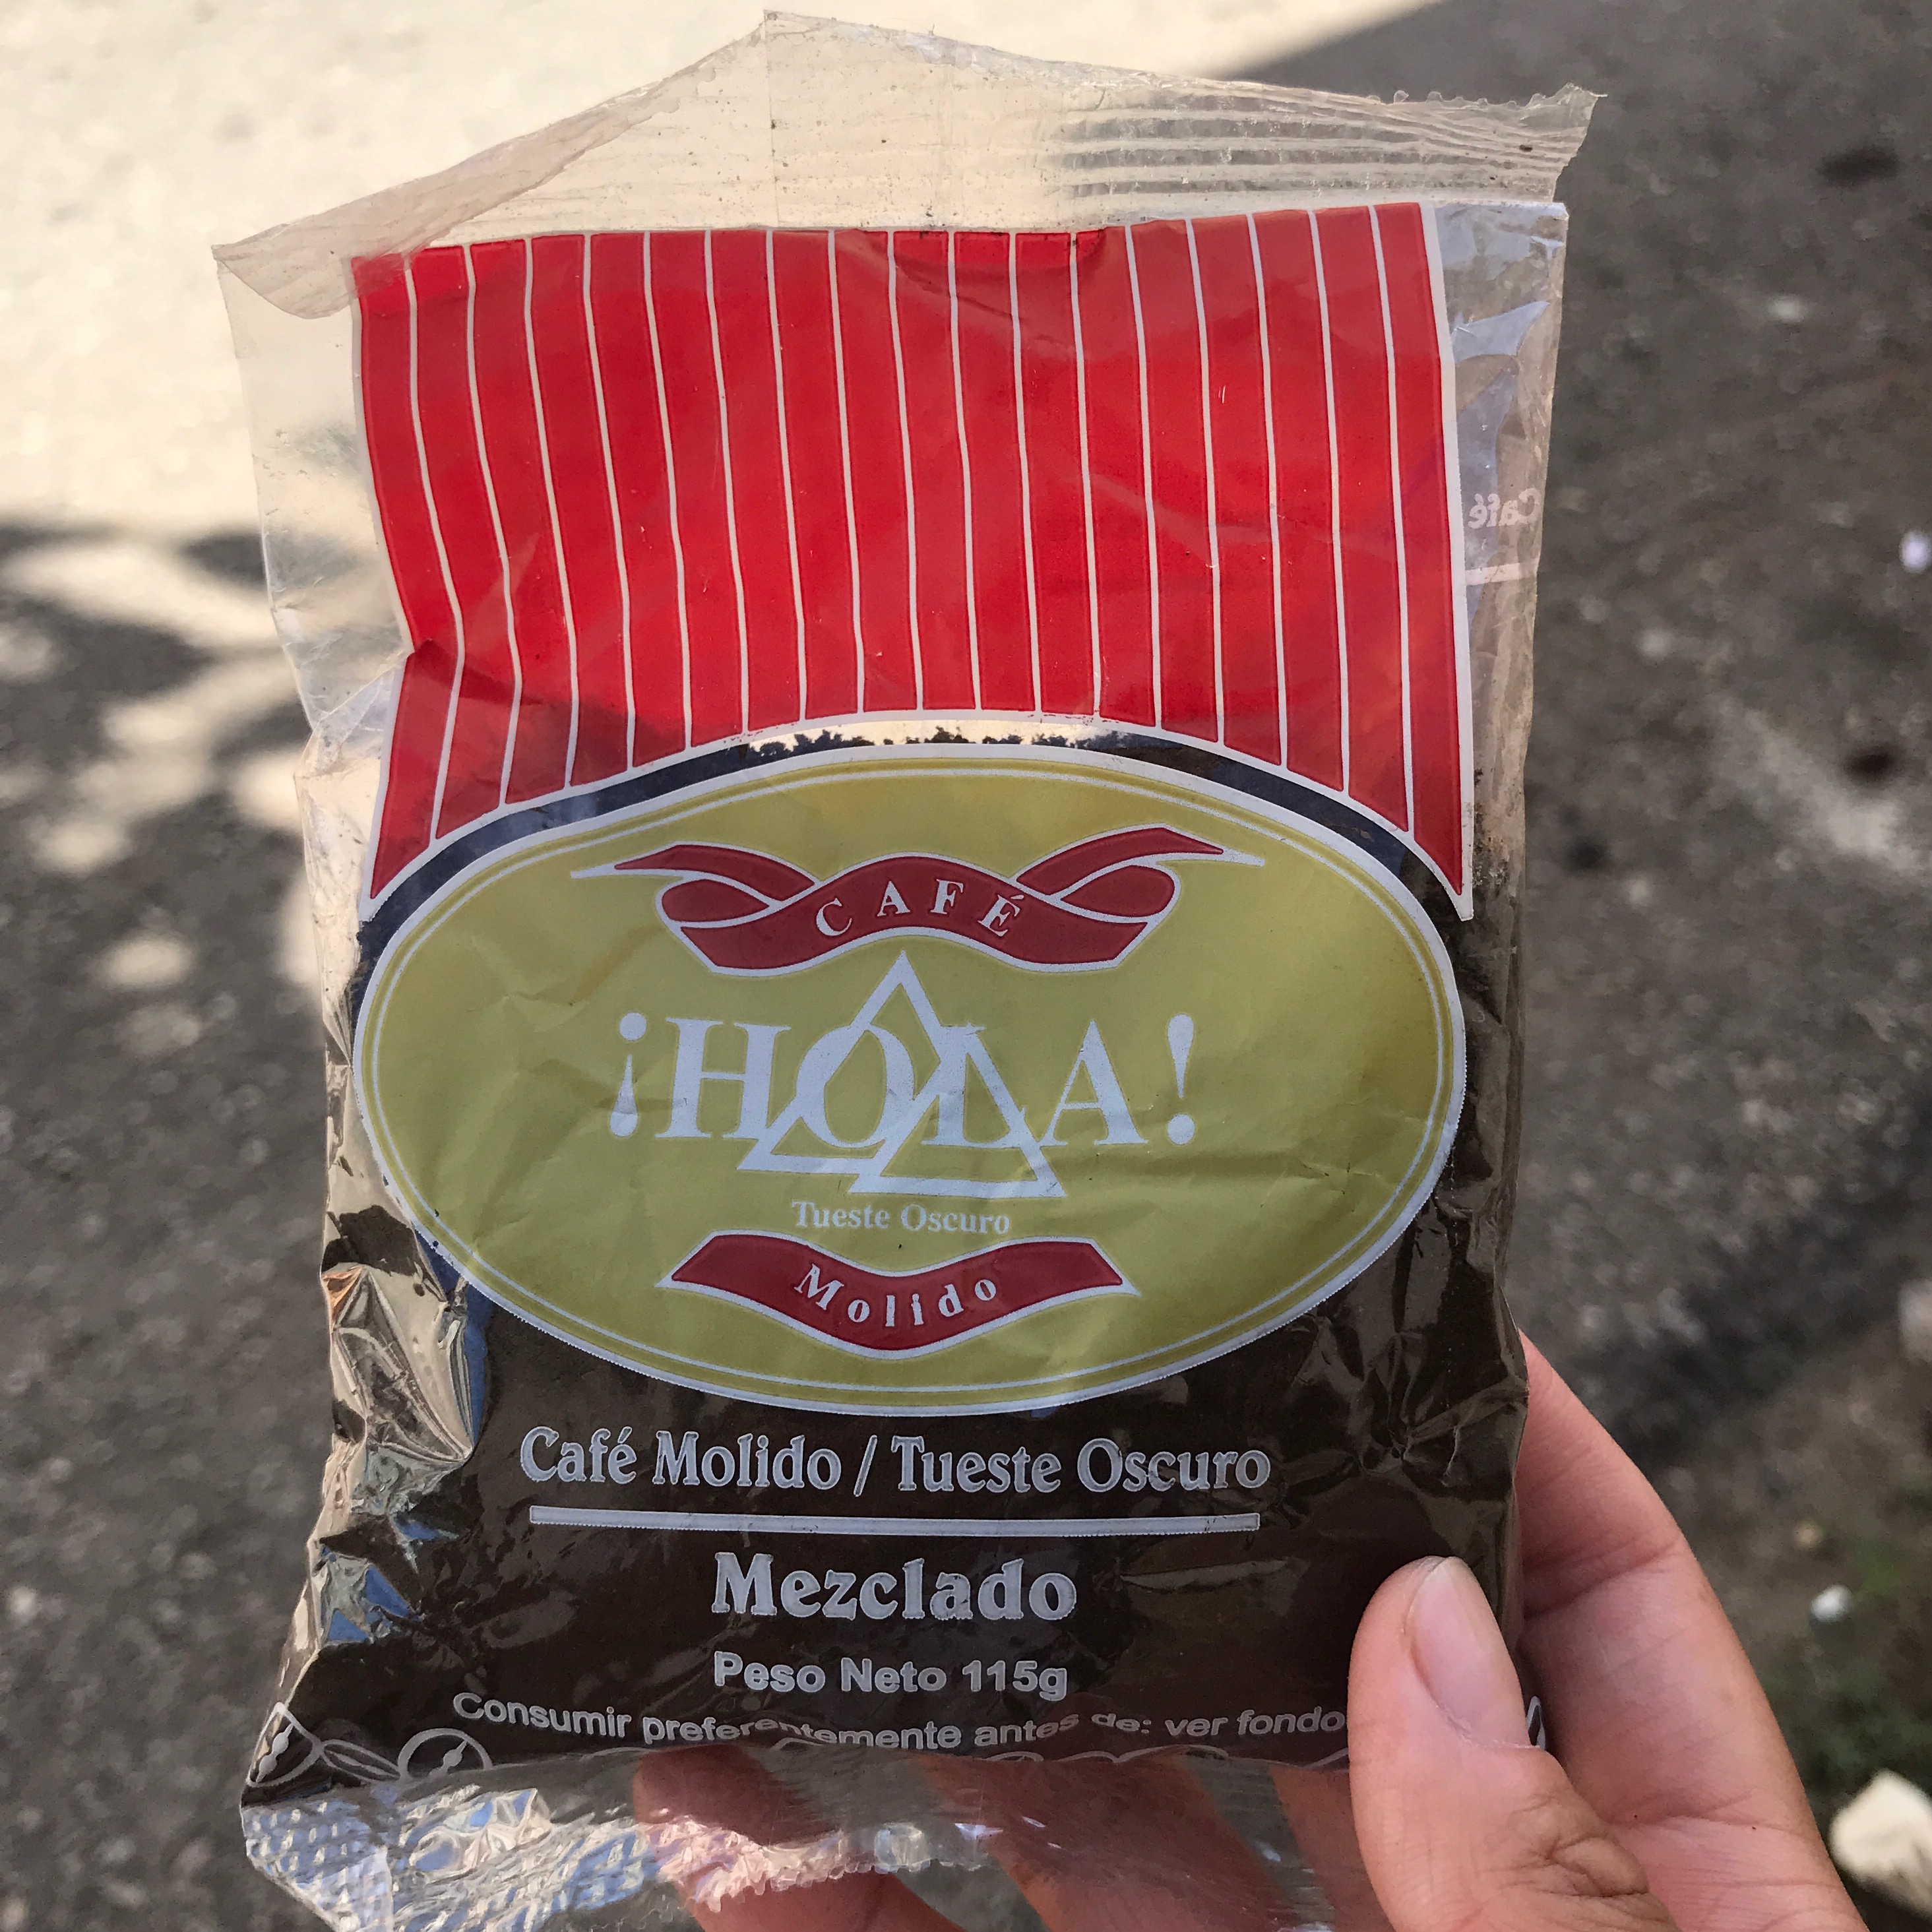 CAFÉ
¡HOLA!
Tueste Oscuro
Molido
Café Molido / Tueste Oscuro
Mezclado
Peso Neto 115g
Consumir preferentemente antes de: ver fondo
Café